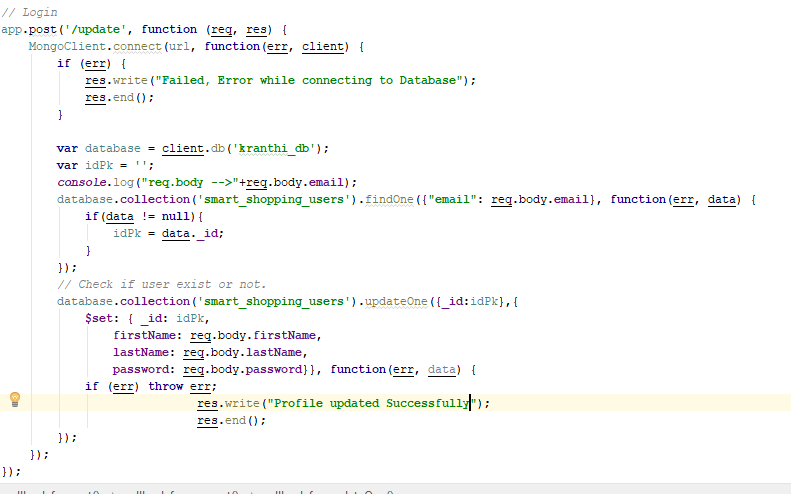 // Login
app.post('/update', function (req, res) {
    MongoClient.connect(url, function(err, client) {
        if (err) {
            res.write("Failed, Error while connecting to Database");
            res.end();
        }

        var database = client.db('kranthi_db');
        var idPk = '';
        console.log("req.body -->"+req.body.email);
        database.collection('smart_shopping_users').findOne({"email": req.body.email}, function(err, data) {
            if(data != null){
                idPk = data._id;
            }
        });
        // Check if user exist or not.
        database.collection('smart_shopping_users').updateOne({_id:idPk},{
            $set: { _id: idPk,
                firstName: req.body.firstName,
                lastName: req.body.lastName,
                password: req.body.password}}, function(err, data) {
            if (err) throw err;
                            res.write("Profile updated Successfully");
                            res.end();
        });
    });
});